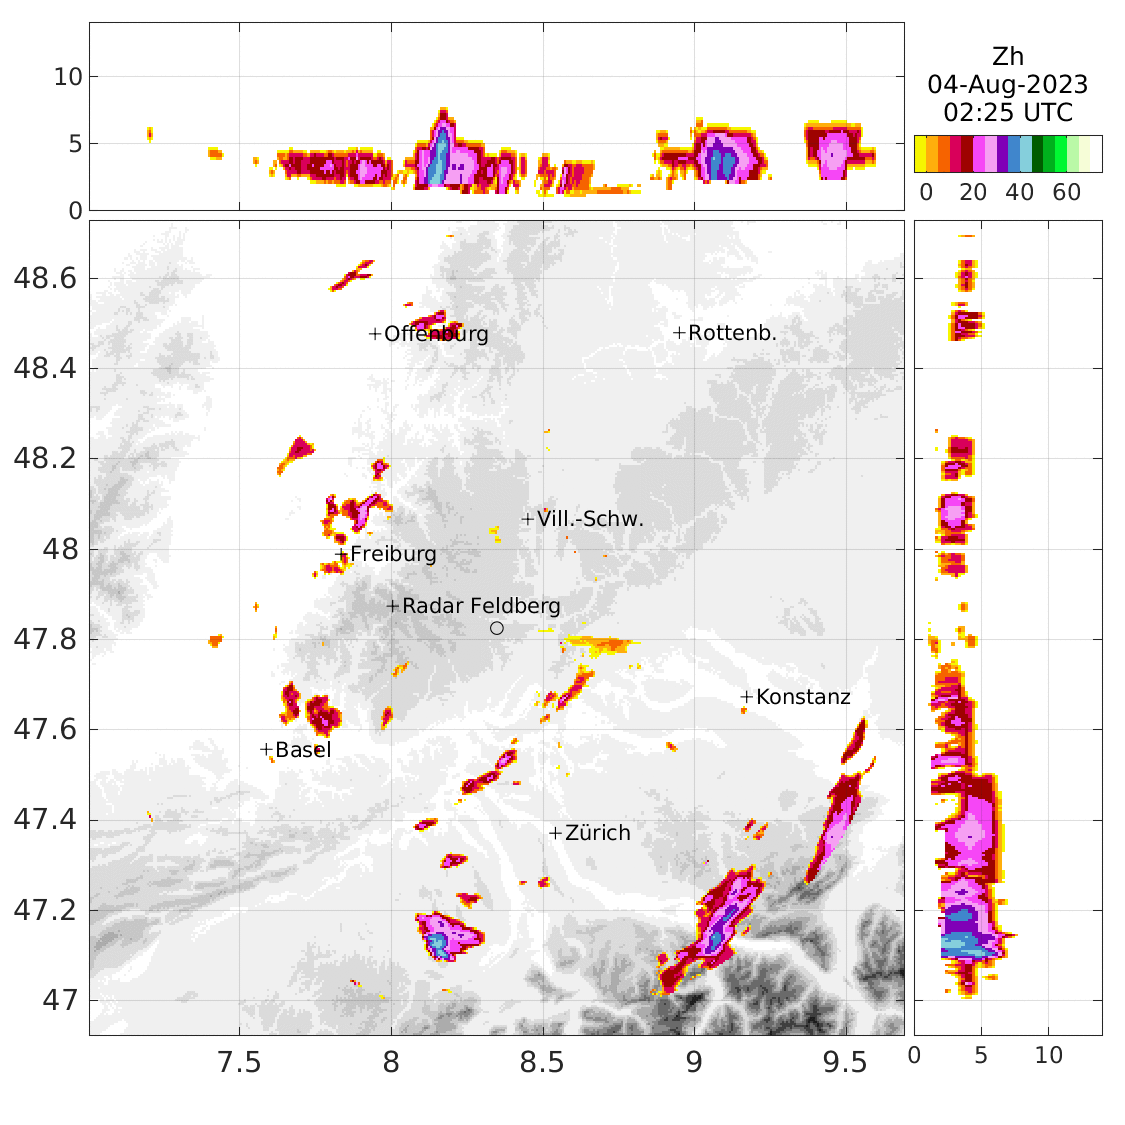 10
5
0
Zh
04-Aug-2023
02:25 UTC
0 20 40 60
48.6
48.4
48.2
48
47.8
47.6
47.4
47.2
47
+Offenburg
+Rottenb.
+Vill.-Schw.
+Freiburg
+Radar Feldberg
+Konstanz
+Basel
+Zürich
7.5 8 8.5 9 9.5
0 5 10